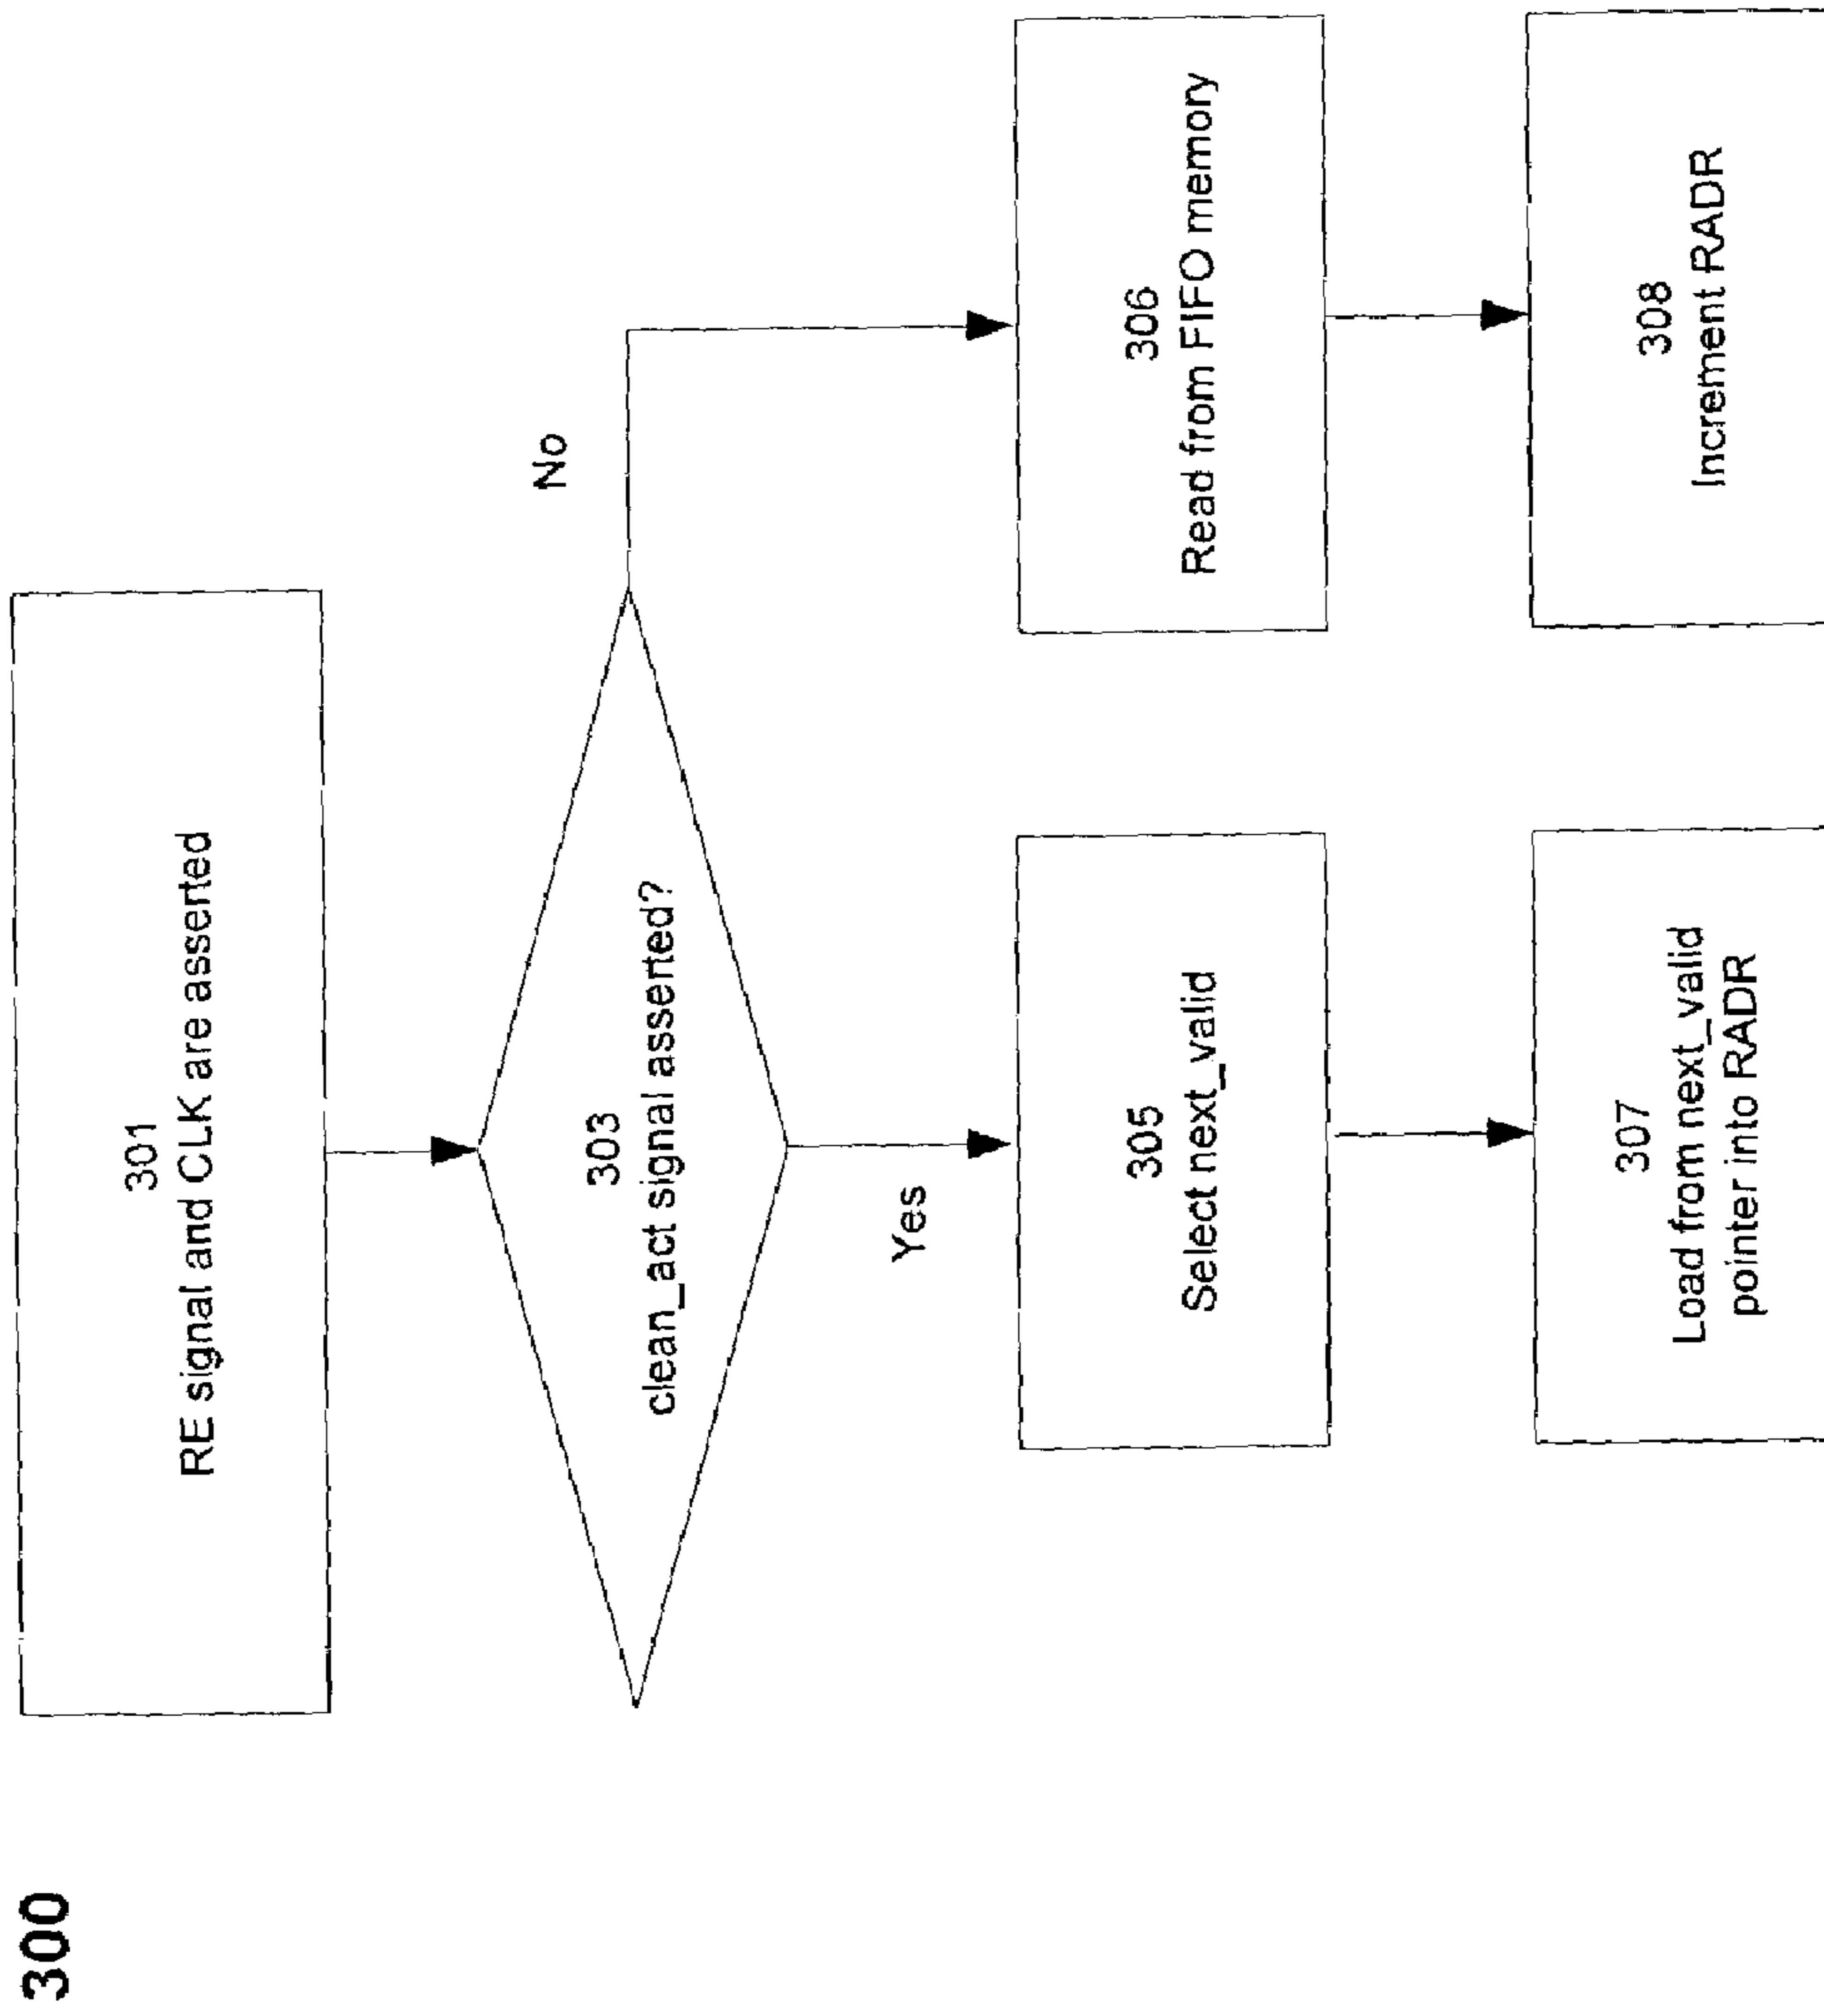 300
301
RE signal and CLK are asserted
303
clean_act signal asserted?
No
Yes
305
Select next_valid
306
Read from FIFO memory
307
Load from next_valid
pointer into RADR
308
Increment RADR